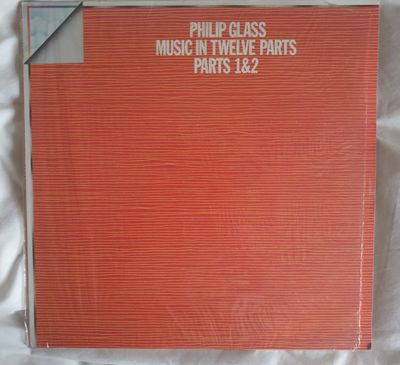 PHILIP GLASS
MUSIC IN TWELVE PARTS
PARTS 1&2